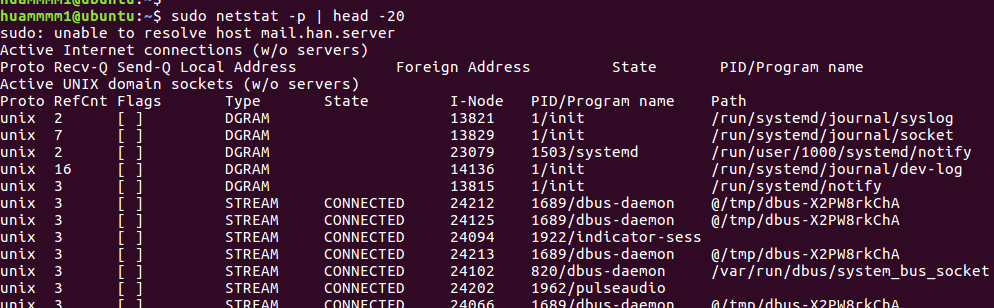 huammmm1@ubuntu:~$
huammmm1@ubuntu:~$ sudo netstat -p | head -20
sudo: unable to resolve host mail.han.server
Active Internet connections (w/o servers)
Proto Recv-Q Send-Q Local Address           Foreign Address         State       PID/Program name
Active UNIX domain sockets (w/o servers)
Proto RefCnt Flags       Type       State         I-Node   PID/Program name    Path
unix  2      [ ]         DGRAM                    13821    1/init              /run/systemd/journal/syslog
unix  7      [ ]         DGRAM                    13829    1/init              /run/systemd/journal/socket
unix  2      [ ]         DGRAM                    23079    1503/systemd        /run/user/1000/systemd/notify
unix  16     [ ]         DGRAM                    14136    1/init              /run/systemd/journal/dev-log
unix  3      [ ]         DGRAM                    13815    1/init              /run/systemd/notify
unix  3      [ ]         STREAM     CONNECTED     24212    1689/dbus-daemon    @/tmp/dbus-X2PW8rkChA
unix  3      [ ]         STREAM     CONNECTED     24125    1689/dbus-daemon    @/tmp/dbus-X2PW8rkChA
unix  3      [ ]         STREAM     CONNECTED     24094    1922/indicator-sess
unix  3      [ ]         STREAM     CONNECTED     24213    1689/dbus-daemon    @/tmp/dbus-X2PW8rkChA
unix  3      [ ]         STREAM     CONNECTED     24102    820/dbus-daemon     /var/run/dbus/system_bus_socket
unix  3      [ ]         STREAM     CONNECTED     24202    1962/pulseaudio
unix  3      [ ]         STREAM     CONNECTED     24066    1689/dbus-daemon    @/tmp/dbus-X2PW8rkChA